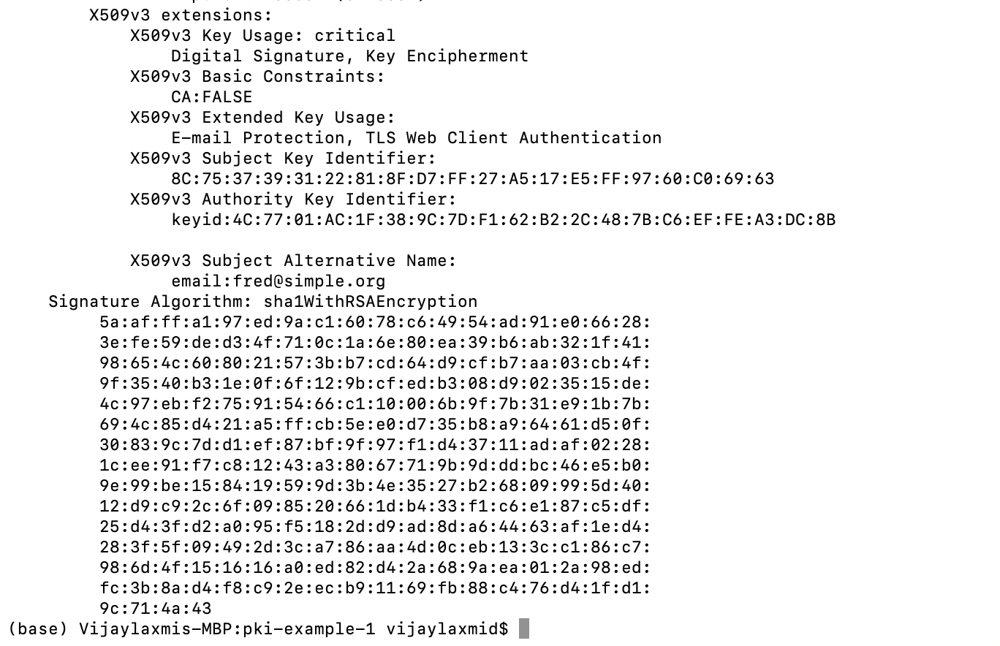 X509v3 extensions:
X509v3 Key Usage: critical
Digital Signature, Key Encipherment
X509v3 Basic Constraints:
CA:FALSE
X509v3 Extended Key Usage:
E-mail Protection, TLS Web Client Authentication
X509v3 Subject Key Identifier:
8C:75:37:39:31:22:81:8F:D7:FF:27:A5:17:E5:FF:97:60:C0:69:63
X509v3 Authority Key Identifier:
keyid:4C:77:01:AC:1F:38:9C:7D:F1:62:B2:2C:48:7B:C6:EF:FE:A3:DC:8B
X509v3 Subject Alternative Name:
email:fred@simple.org
Signature Algorithm: sha1WithRSAEncryption
5a:af:ff:a1:97:ed:9a:c1:60:78:c6:49:54:ad:91:e0:66:28:
3e:fe:59:de:d3:4f:71:0c:1a:6e:80:ea:39:b6:ab:32:1f:41:
98:65:4c:60:80:21:57:3b:b7:cd:64:d9:cf:b7:aa:03:cb:4f:
9f:35:40:b3:1e:0f:6f:12:9b:cf:ed:b3:08:d9:02:35:15:de:
4c:97:eb:f2:75:91:54:66:c1:10:00:6b:9f:7b:31:e9:1b:7b:
69:4c:85:d4:21:a5:ff:cb:5e:e0:d7:35:b8:a9:64:61:d5:0f:
30:83:9c:7d:d1:ef:87:bf:9f:97:f1:d4:37:11:ad:af:02:28:
1c:ee:91:f7:c8:12:43:a3:80:67:71:9b:9d:dd:bc:46:e5:b0:
9e:99:be:15:84:19:59:9d:3b:4e:35:27:b2:68:09:99:5d:40:
12:d9:c9:2c:6f:09:85:20:66:1d:b4:33:f1:c6:e1:87:c5:df:
25:d4:3f:d2:a0:95:f5:18:2d:d9:ad:8d:a6:44:63:af:1e:d4:
28:3f:5f:09:49:2d:3c:a7:86:aa:4d:0c:eb:13:3c:c1:86:c7:
98:6d:4f:15:16:16:a0:ed:82:d4:2a:68:9a:ea:01:2a:98:ed:
fc:3b:8a:d4:f8:c9:2e:ec:b9:11:69:fb:88:c4:76:d4:1f:d1:
9c:71:4a:43
(base) Vijaylaxmis-MBP:pki-example-1 vijaylaxmid$